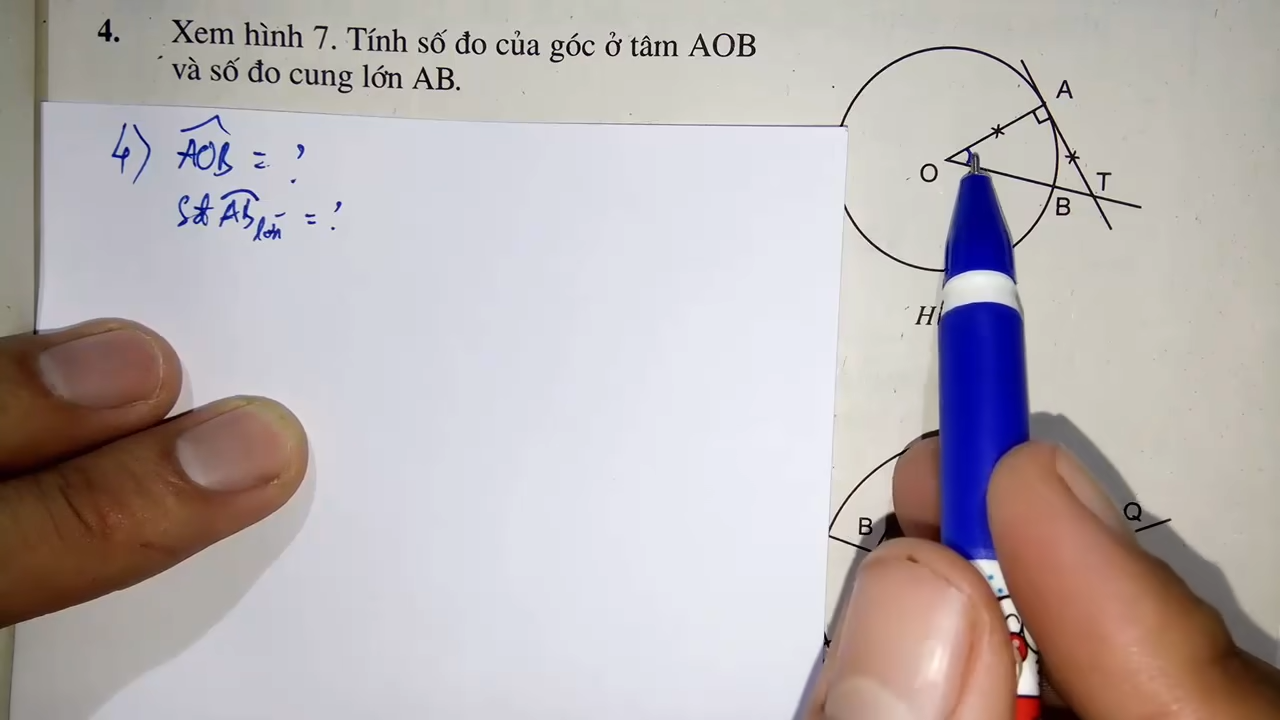 4. Xem hình 7. Tính số đo của góc ở tâm AOB
và số đo cung lớn AB.
4) AOB = ?
sđ AB lớn = ?
A
O
T
B
H
B
Q